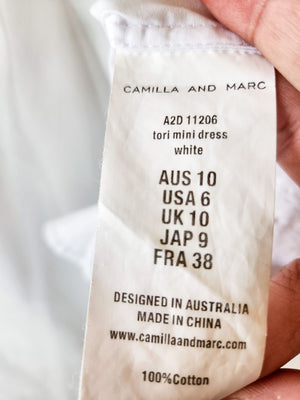 CAMILLA AND MARC
A2D 11206
tori mini dress
white
AUS 10
USA 6
UK 10
JAP 9
FRA 38
DESIGNED IN AUSTRALIA
MADE IN CHINA
www.camillaandmarc.com
100%Cotton